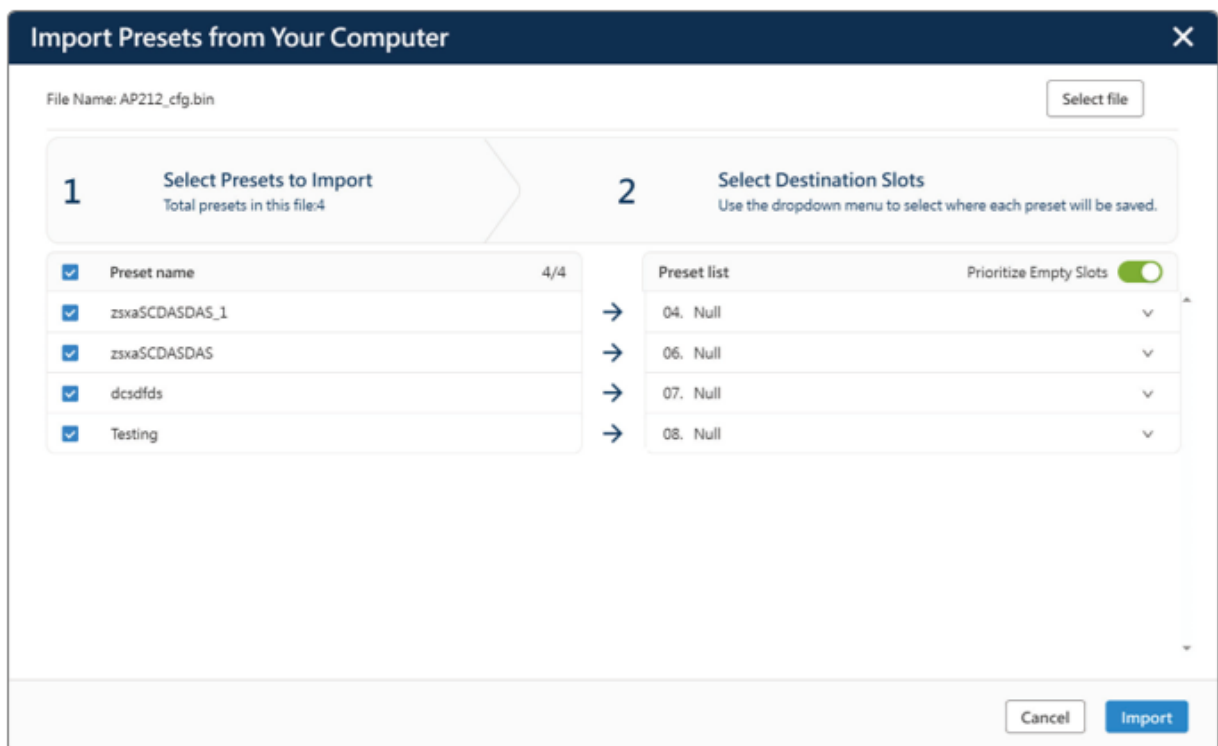 Import Presets from Your Computer
File Name: AP212_cfg.bin
Select file
1
Select Presets to Import
Total presets in this file:4
2
Select Destination Slots
Use the dropdown menu to select where each preset will be saved.
Preset name 4/4
Preset list Prioritize Empty Slots
zsxaSCDASDAS_1
04. Null
zsxaSCDASDAS
06. Null
dcsdfds
07. Null
Testing
08. Null
Cancel
Import